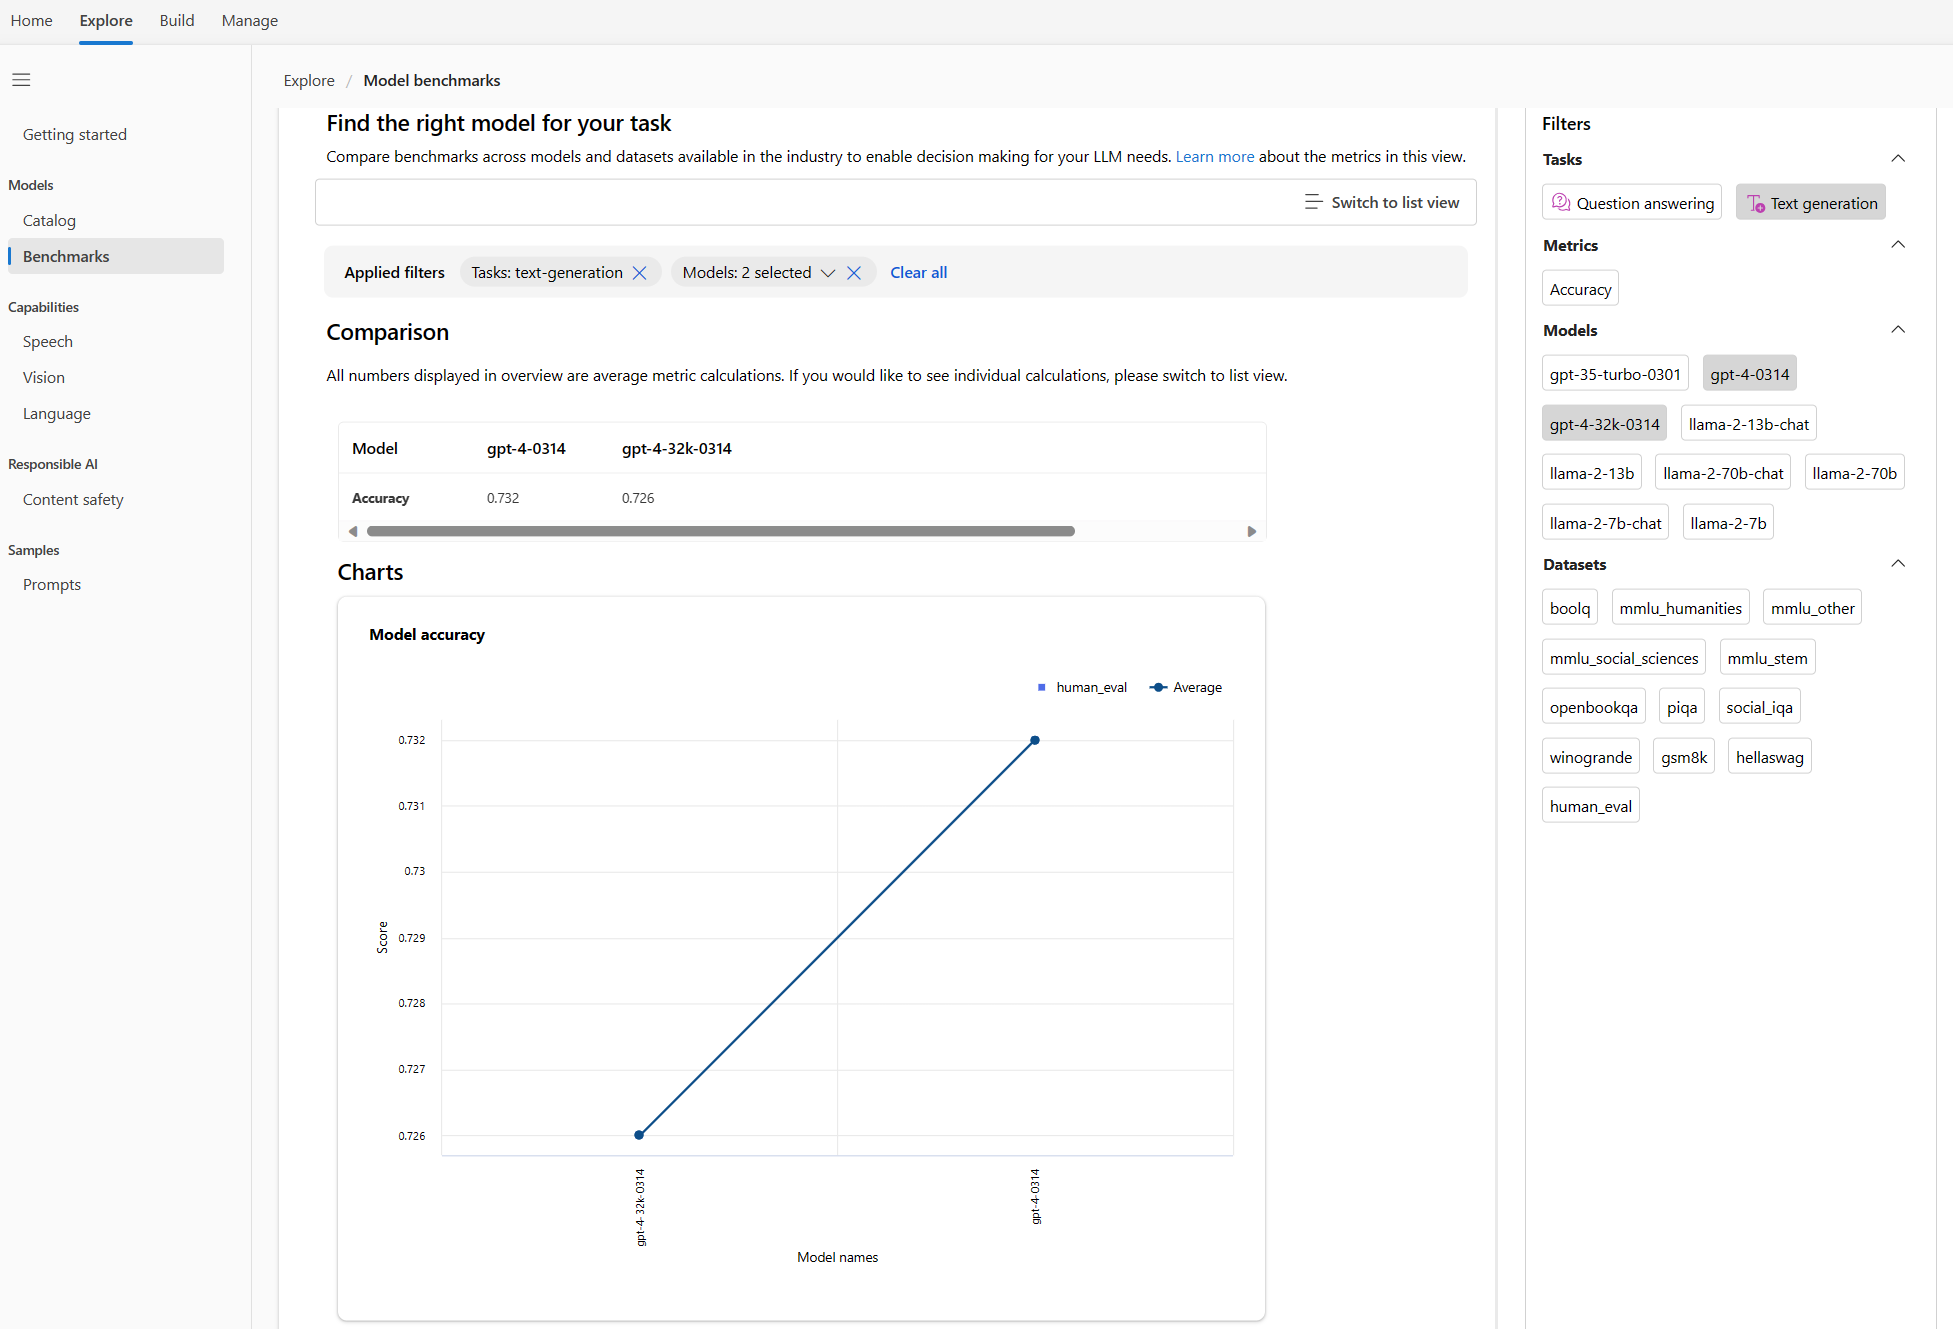 Home Explore Build Manage
Explore / Model benchmarks
Getting started
Models
Catalog
Benchmarks
Capabilities
Speech
Vision
Language
Responsible AI
Content safety
Samples
Prompts
Find the right model for your task
Compare benchmarks across models and datasets available in the industry to enable decision making for your LLM needs. Learn more about the metrics in this view.
Switch to list view
Applied filters Tasks: text-generation Models: 2 selected Clear all
Comparison
All numbers displayed in overview are average metric calculations. If you would like to see individual calculations, please switch to list view.
Model gpt-4-0314 gpt-4-32k-0314
Accuracy 0.732 0.726
Charts
Model accuracy
human_eval Average
0.732
0.731
0.73
0.729
0.728
0.727
0.726
Score
gpt-4-32k-0314 gpt-4-0314
Model names
Filters
Tasks
Question answering Text generation
Metrics
Accuracy
Models
gpt-35-turbo-0301 gpt-4-0314
gpt-4-32k-0314 llama-2-13b-chat
llama-2-13b llama-2-70b-chat llama-2-70b
llama-2-7b-chat llama-2-7b
Datasets
boolq mmlu_humanities mmlu_other
mmlu_social_sciences mmlu_stem
openbookqa piqa social_iqa
winogrande gsm8k hellaswag
human_eval